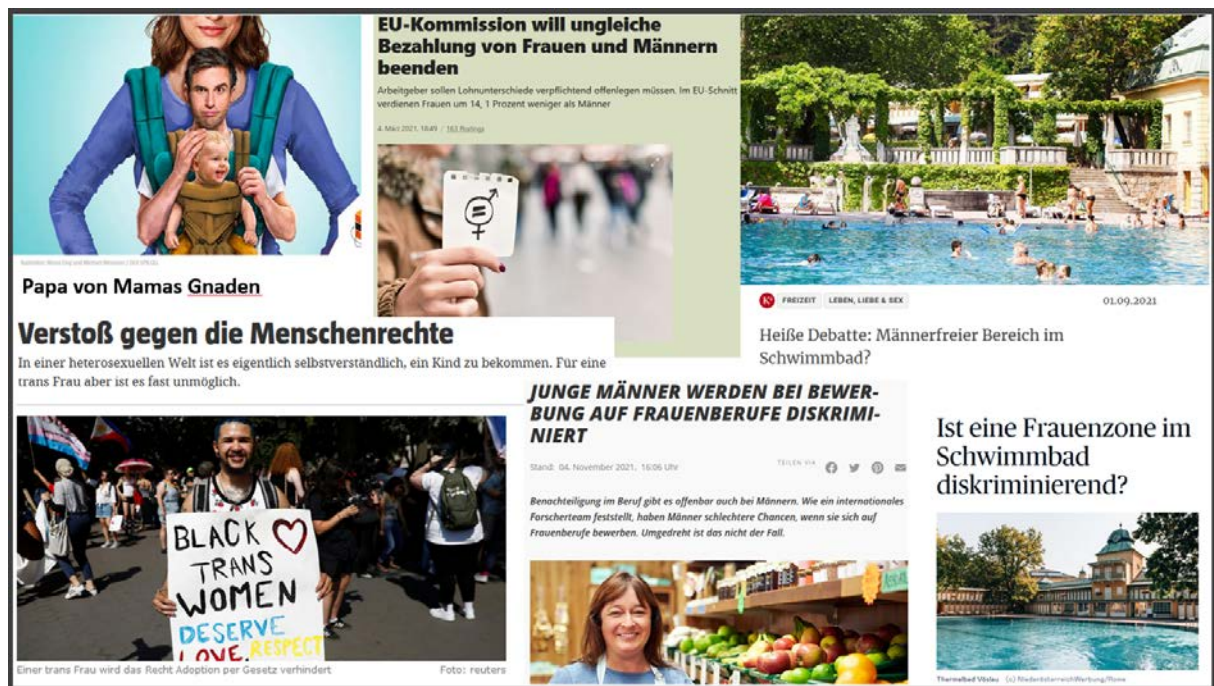 Papa von Mamas Gnaden
EU-Kommission will ungleiche
Bezahlung von Frauen und Männern
beenden
Arbeitgeber sollen Lohnunterschiede verpflichtend offenlegen müssen. Im EU-Schnitt
verdienen Frauen um 14, 1 Prozent weniger als Männer
4. März 2021, 18:49 / 163 Postings
FREIZEIT LEBEN, LIEBE & SEX 01.09.2021
Heiße Debatte: Männerfreier Bereich im
Schwimmbad?
Verstoß gegen die Menschenrechte
In einer heterosexuellen Welt ist es eigentlich selbstverständlich, ein Kind zu bekommen. Für eine
trans Frau aber ist es fast unmöglich.
BLACK
TRANS
WOMEN
DESERVE
LOVE, RESPECT
Einer trans Frau wird das Recht Adoption per Gesetz verhindert Foto: reuters
JUNGE MÄNNER WERDEN BEI BEWER-
BUNG AUF FRAUENBERUFE DISKRIMI-
NIERT
Stand: 04. November 2021, 16:06 Uhr TEILEN VIA
Benachteiligung im Beruf gibt es offenbar auch bei Männern. Wie ein internationales
Forscherteam feststellt, haben Männer schlechtere Chancen, wenn sie sich auf
Frauenberufe bewerben. Umgedreht ist das nicht der Fall.
Ist eine Frauenzone im
Schwimmbad
diskriminierend?
Thermalbad Vöslau (c) NiederösterreichWerbung/Rome